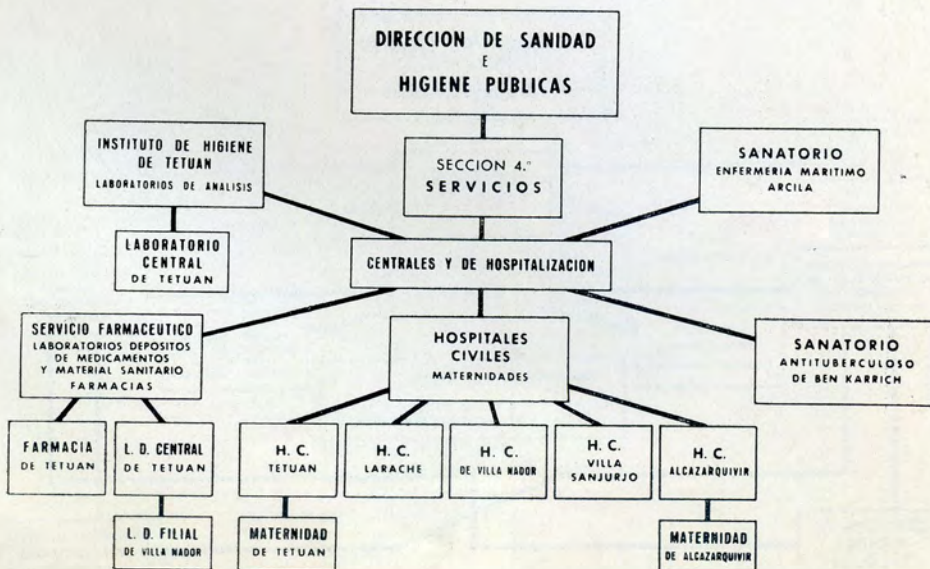 DIRECCION DE SANIDAD
E
HIGIENE PUBLICAS
INSTITUTO DE HIGIENE
DE TETUAN
LABORATORIOS DE ANALISIS
SECCION 4.ª
SERVICIOS
SANATORIO
ENFERMERIA MARITIMO
ARCILA
LABORATORIO
CENTRAL
DE TETUAN
CENTRALES Y DE HOSPITALIZACION
SERVICIO FARMACEUTICO
LABORATORIOS DEPOSITOS
DE MEDICAMENTOS
Y MATERIAL SANITARIO
FARMACIAS
HOSPITALES
CIVILES
MATERNIDADES
SANATORIO
ANTITUBERCULOSO
DE BEN KARRICH
FARMACIA
DE TETUAN
L. D. CENTRAL
DE TETUAN
H. C.
TETUAN
H. C.
LARACHE
H. C.
DE VILLA NADOR
H. C.
VILLA
SANJURJO
H. C.
ALCAZARQUIVIR
L. D. FILIAL
DE VILLA NADOR
MATERNIDAD
DE TETUAN
MATERNIDAD
DE ALCAZARQUIVIR